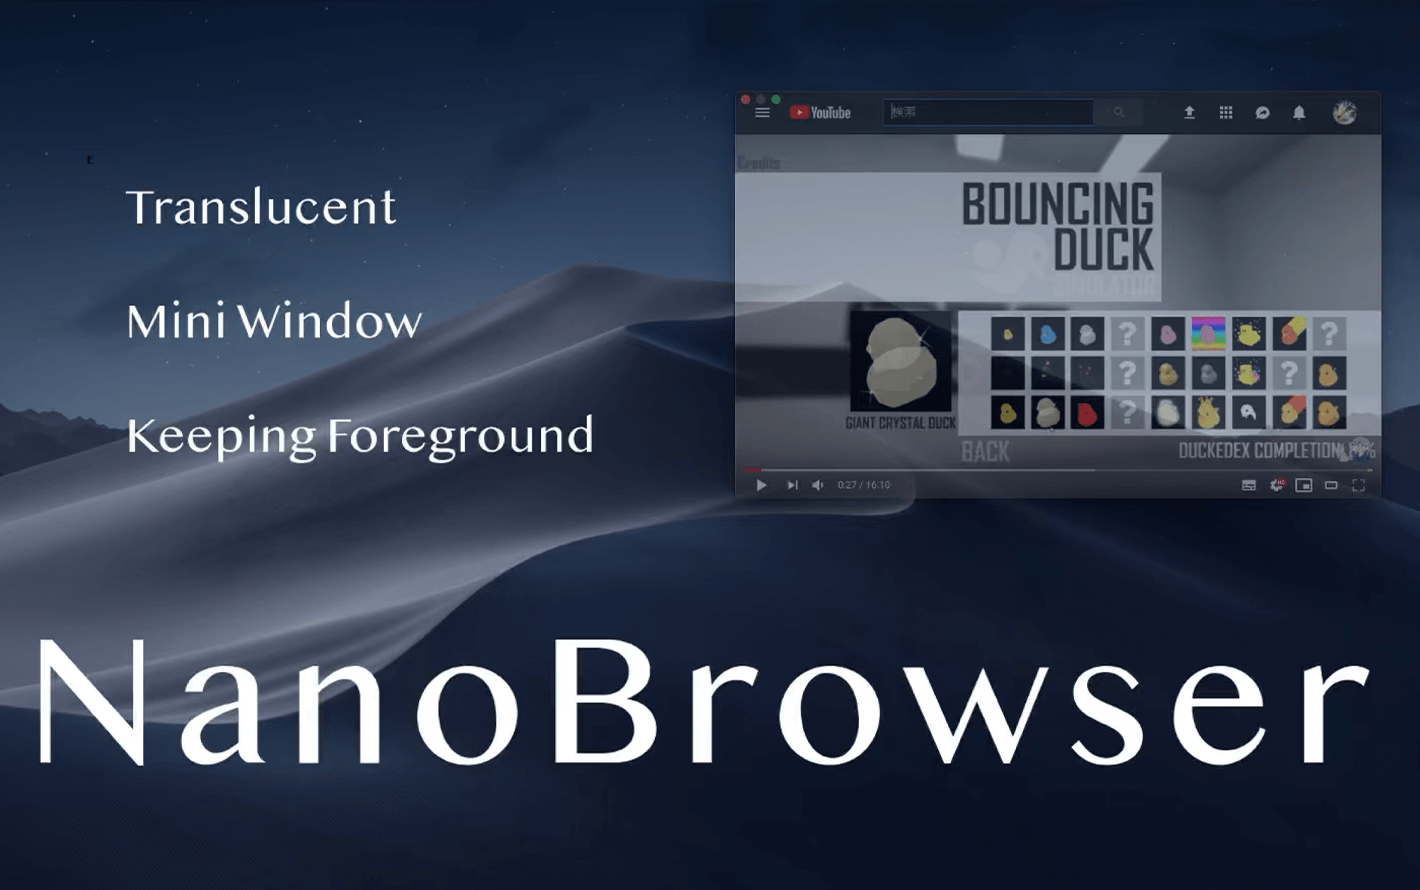 YouTube
検索
Credits
BOUNCING
DUCK
SIMULATOR
Translucent
Mini Window
Keeping Foreground
? ?
? ?
?
GIANT CRYSTAL DUCK
BACK
DUCKEDEX COMPLETION
0:27 / 16:10
NanoBrowser